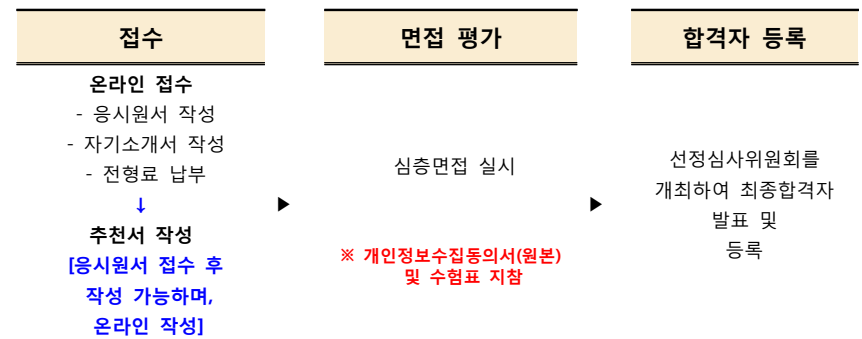 접수
온라인 접수
- 응시원서 작성
- 자기소개서 작성
- 전형료 납부
↓
추천서 작성
[응시원서 접수 후
작성 가능하며,
온라인 작성]
▶
면접 평가
심층면접 실시
※ 개인정보수집동의서(원본)
및 수험표 지참
▶
합격자 등록
선정심사위원회를
개최하여 최종합격자
발표 및
등록